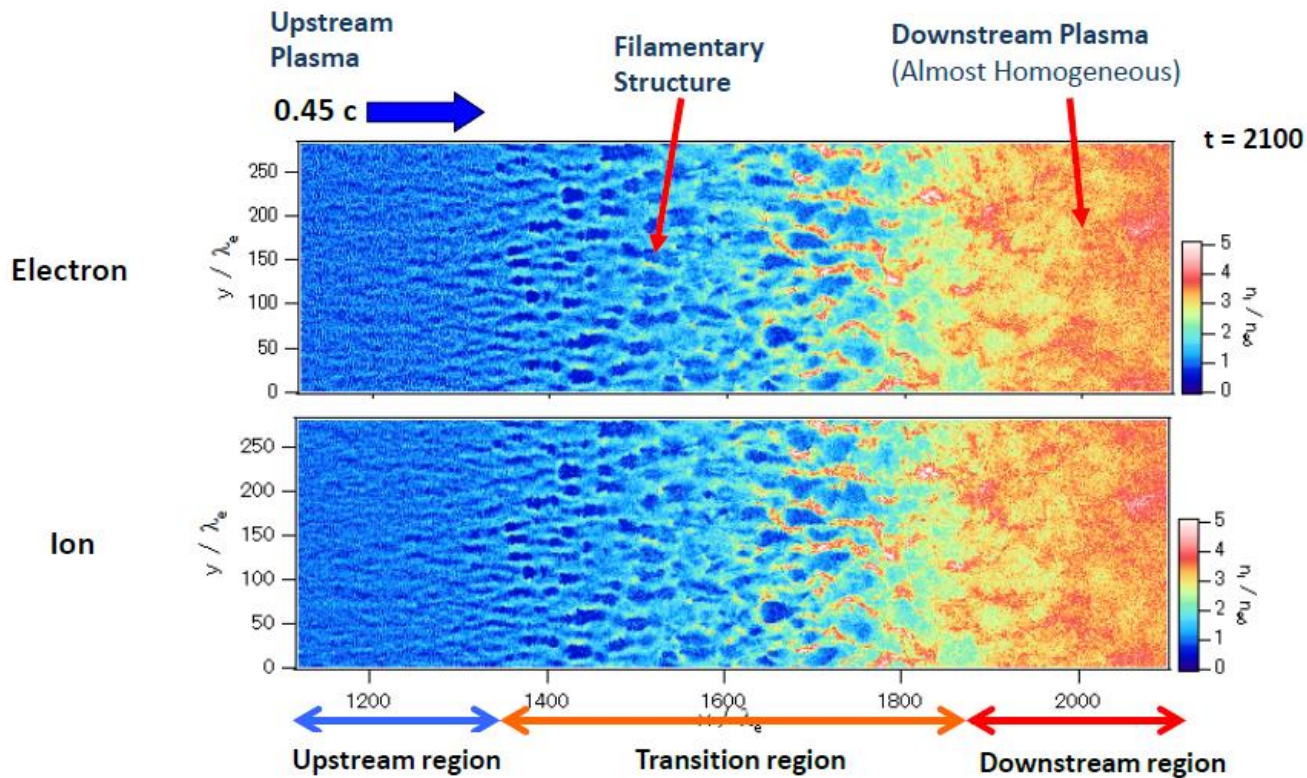 Upstream
Plasma
0.45 c
Filamentary
Structure
Downstream Plasma
(Almost Homogeneous)
t = 2100
Electron
y / λe
250
200
150
100
50
0
5
4
3
2
1
0
Ion
y / λe
250
200
150
100
50
0
5
4
3
2
1
0
1200
1400
1600
1800
2000
Upstream region
Transition region
Downstream region